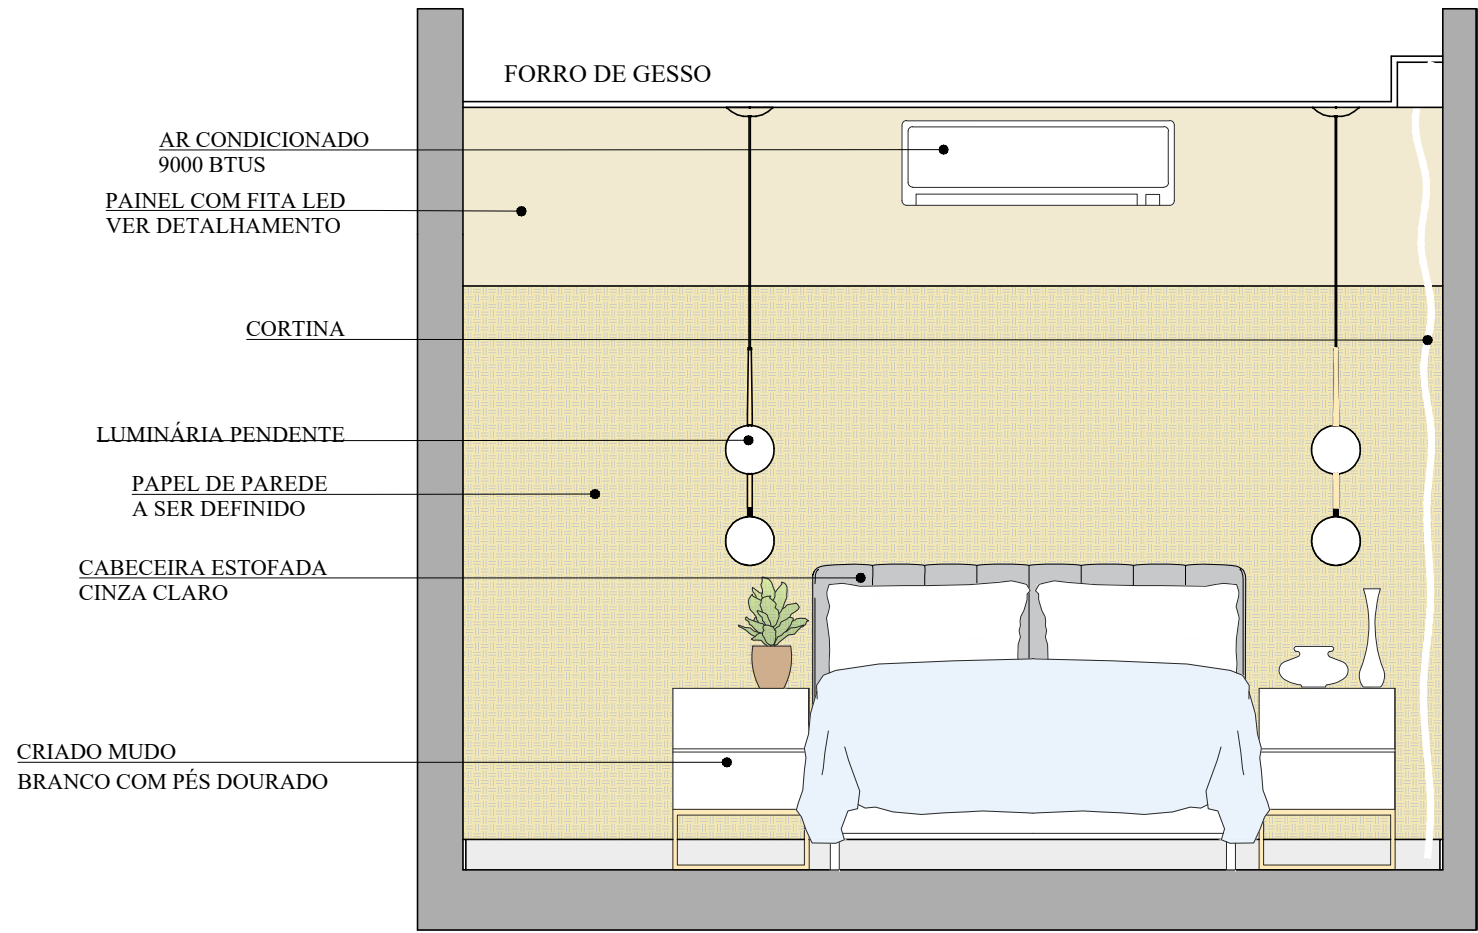 FORRO DE GESSO
AR CONDICIONADO
9000 BTUS
PAINEL COM FITA LED
VER DETALHAMENTO
CORTINA
LUMINÁRIA PENDENTE
PAPEL DE PAREDE
A SER DEFINIDO
CABECEIRA ESTOFADA
CINZA CLARO
CRIADO MUDO
BRANCO COM PÉS DOURADO